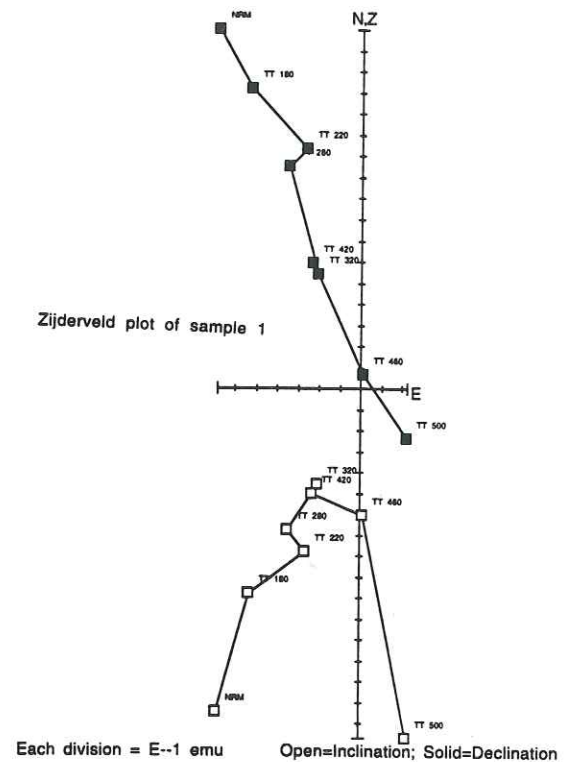 N,Z
NRM
TT 180
TT 220
280
TT 420
TT 320
Zijderveld plot of sample 1
TT 460
E
TT 500
TT 320
TT 420
TT 460
TT 280
TT 220
TT 180
NRM
TT 500
Each division = E--1 emu
Open=Inclination; Solid=Declination